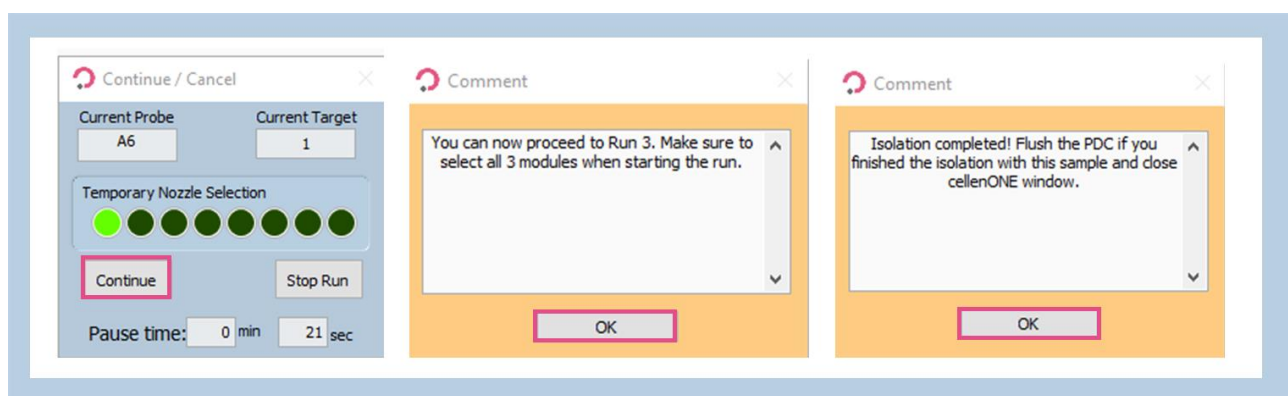 Continue / Cancel
Current Probe
Current Target
A6
1
Temporary Nozzle Selection
Continue
Stop Run
Pause time:
0 min
21 sec
Comment
You can now proceed to Run 3. Make sure to
select all 3 modules when starting the run.
OK
Comment
Isolation completed! Flush the PDC if you
finished the isolation with this sample and close
cellenONE window.
OK